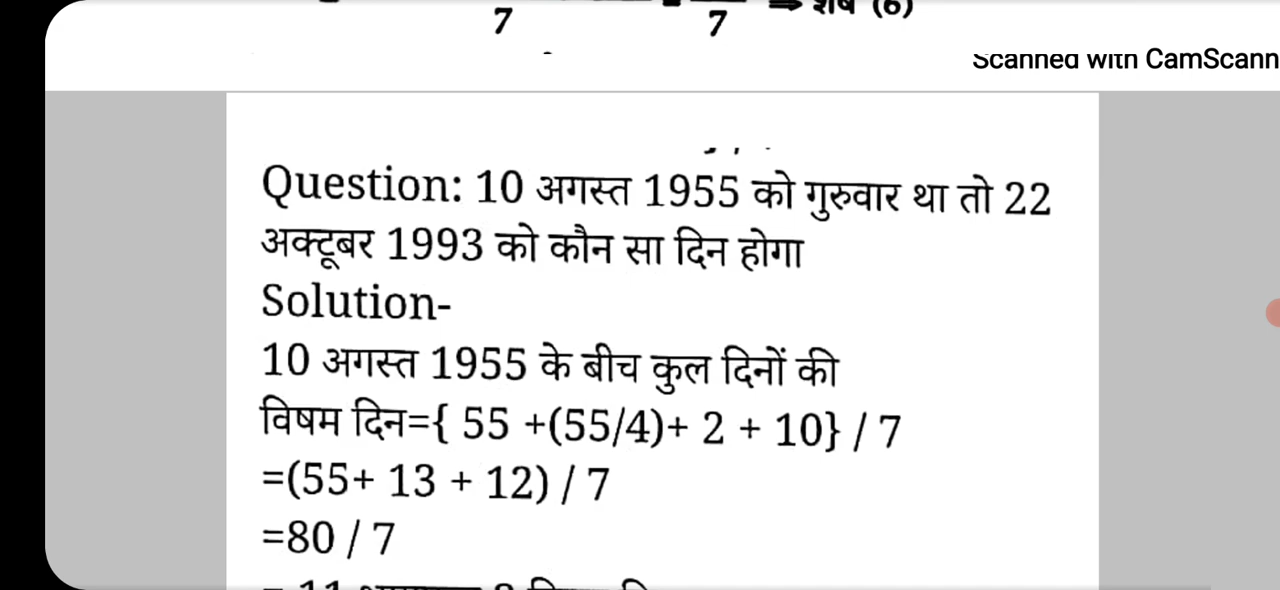 7 7 ⇒ शेष (6)
Scanned with CamScann
Question: 10 अगस्त 1955 को गुरुवार था तो 22
अक्टूबर 1993 को कौन सा दिन होगा
Solution-
10 अगस्त 1955 के बीच कुल दिनों की
विषम दिन={ 55 +(55/4)+ 2 + 10} / 7
=(55+ 13 + 12) / 7
=80 / 7